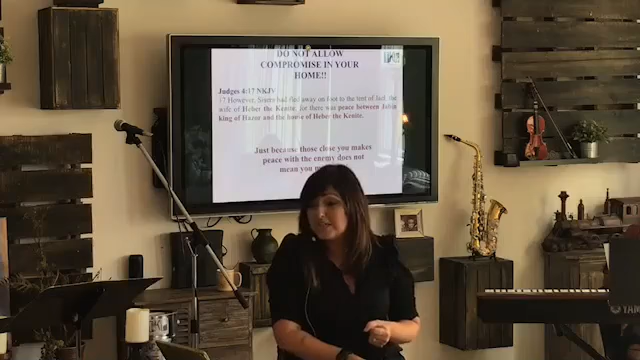 DO NOT ALLOW
COMPROMISE IN YOUR
HOME!!
Judges 4:17 NKJV
17 However, Sisera had fled away on foot to the tent of Jael, the
wife of Heber the Kenite; for there was peace between Jabin
king of Hazor and the house of Heber the Kenite.
Just because those close you makes
peace with the enemy does not
mean you
YAM